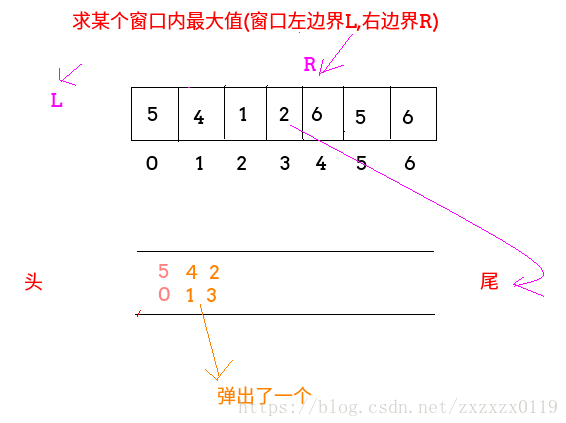 求某个窗口内最大值(窗口左边界L,右边界R)
R
L
5 4 1 2 6 5 6
0 1 2 3 4 5 6
头
5 4 2
尾
0 1 3
弹出了一个
https://blog.csdn.net/zxzxzx0119